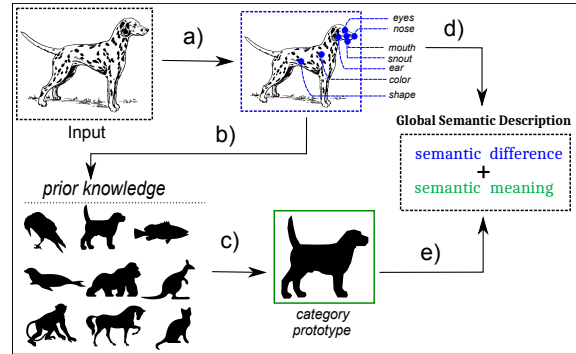 a)
Input
eyes
nose
mouth
snout
ear
color
shape
d)
Global Semantic Description
semantic difference
+
semantic meaning
b)
prior knowledge
c)
category
prototype
e)